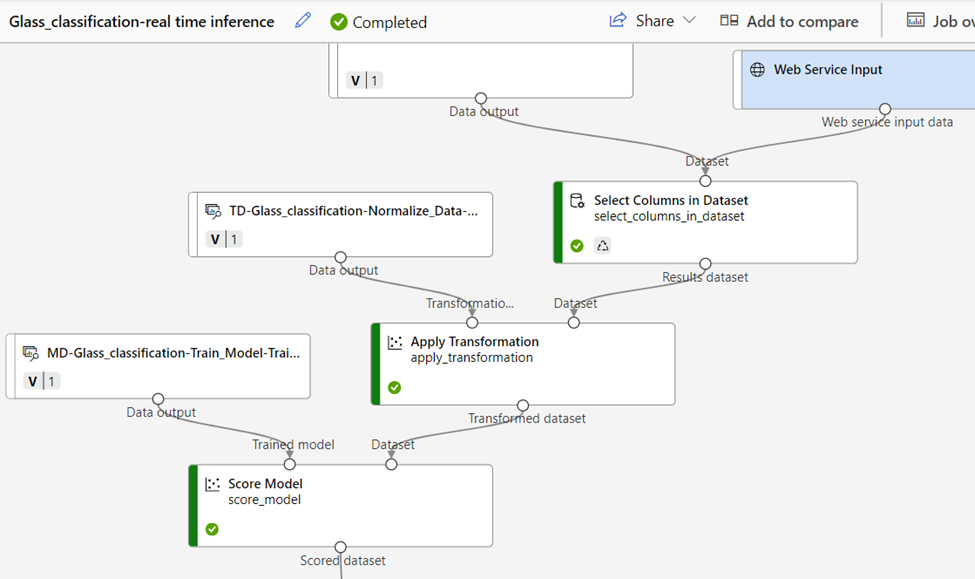 Glass_classification-real time inference
Completed
Share
Add to compare
Job ov
V | 1
Data output
Web Service Input
Web service input data
Dataset
Select Columns in Dataset
select_columns_in_dataset
TD-Glass_classification-Normalize_Data-...
V | 1
Data output
Results dataset
Transformatio...
Dataset
Apply Transformation
apply_transformation
MD-Glass_classification-Train_Model-Trai...
V | 1
Data output
Transformed dataset
Trained model
Dataset
Score Model
score_model
Scored dataset